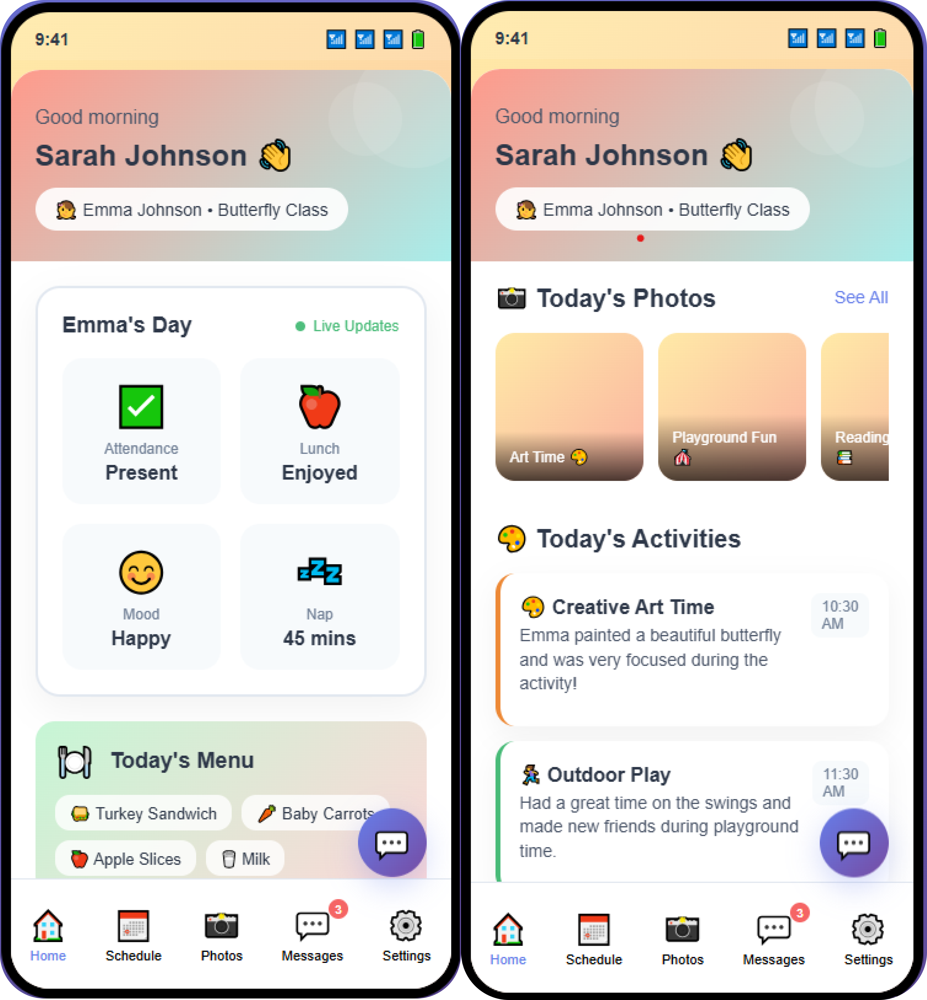 9:41
Good morning
Sarah Johnson
Emma Johnson • Butterfly Class
Emma's Day
Live Updates
Attendance
Present
Lunch
Enjoyed
Mood
Happy
Nap
45 mins
Today's Menu
Turkey Sandwich
Baby Carrots
Apple Slices
Milk
Home
Schedule
Photos
3
Messages
Settings
9:41
Good morning
Sarah Johnson
Emma Johnson • Butterfly Class
Today's Photos
See All
Art Time
Playground Fun
Reading
Today's Activities
Creative Art Time
10:30
AM
Emma painted a beautiful butterfly
and was very focused during the
activity!
Outdoor Play
11:30
AM
Had a great time on the swings and
made new friends during playground
time.
Home
Schedule
Photos
3
Messages
Settings